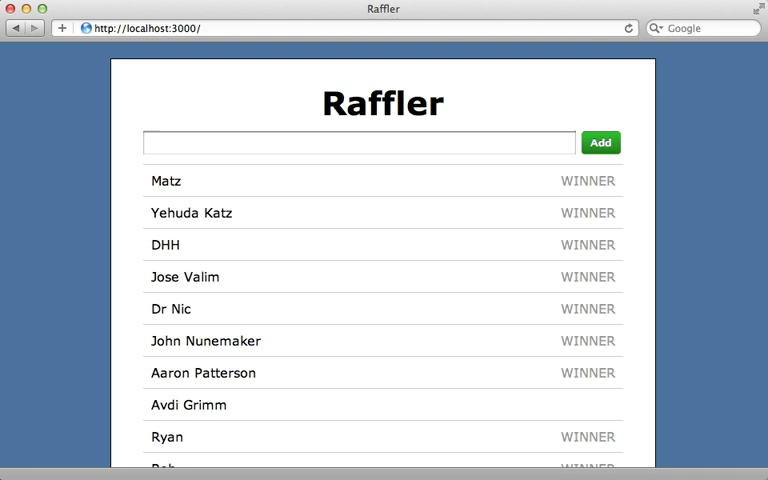 Raffler
http://localhost:3000/
Google
Raffler
Add
Matz WINNER
Yehuda Katz WINNER
DHH WINNER
Jose Valim WINNER
Dr Nic WINNER
John Nunemaker WINNER
Aaron Patterson WINNER
Avdi Grimm
Ryan WINNER